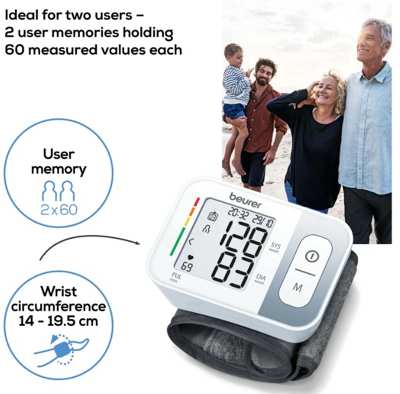 Ideal for two users –
2 user memories holding
60 measured values each
User
memory
2x60
Wrist
circumference
14 - 19.5 cm
beurer
20:32 29/10
128
SYS
83
DIA
69
PUL
M